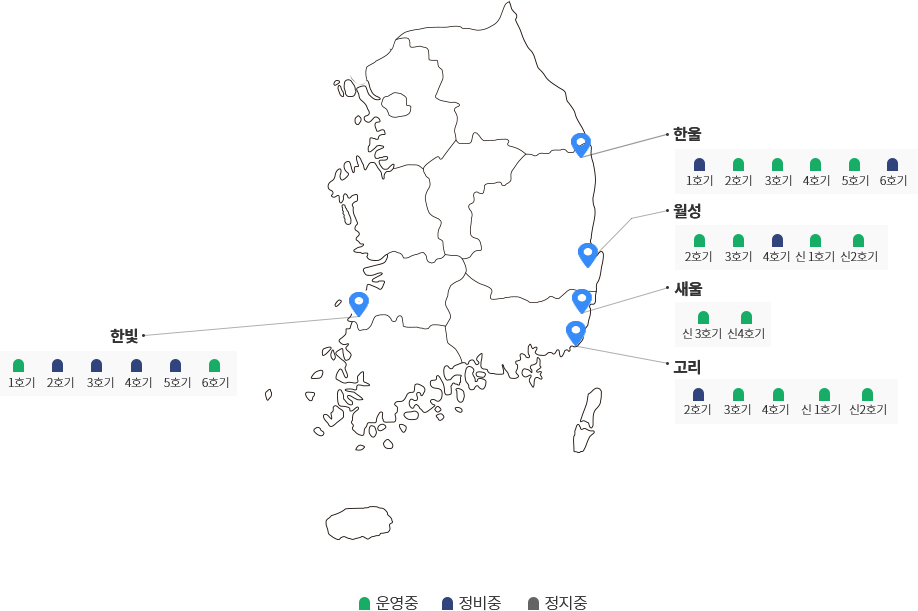 한울
1호기 2호기 3호기 4호기 5호기 6호기
월성
2호기 3호기 4호기 신 1호기 신2호기
새울
신 3호기 신4호기
한빛
1호기 2호기 3호기 4호기 5호기 6호기
고리
2호기 3호기 4호기 신 1호기 신2호기
운영중 정비중 정지중